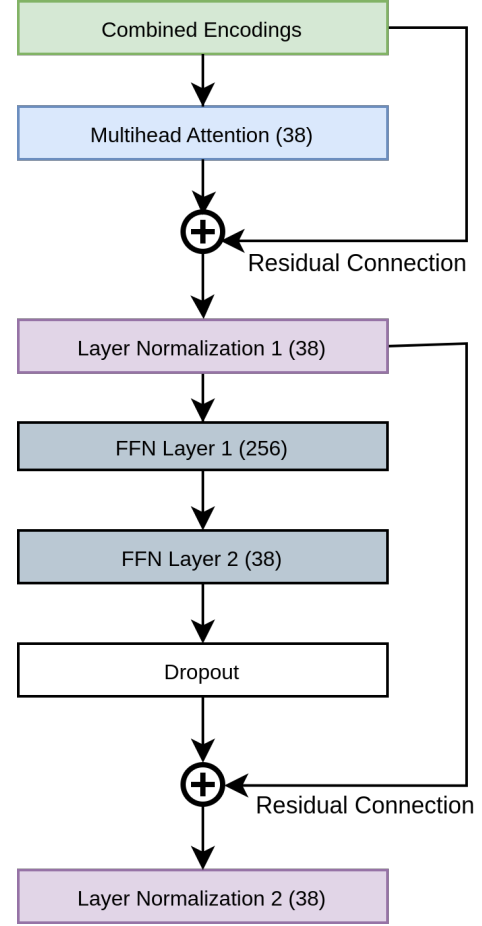 Combined Encodings
Multihead Attention (38)
Residual Connection
Layer Normalization 1 (38)
FFN Layer 1 (256)
FFN Layer 2 (38)
Dropout
Residual Connection
Layer Normalization 2 (38)